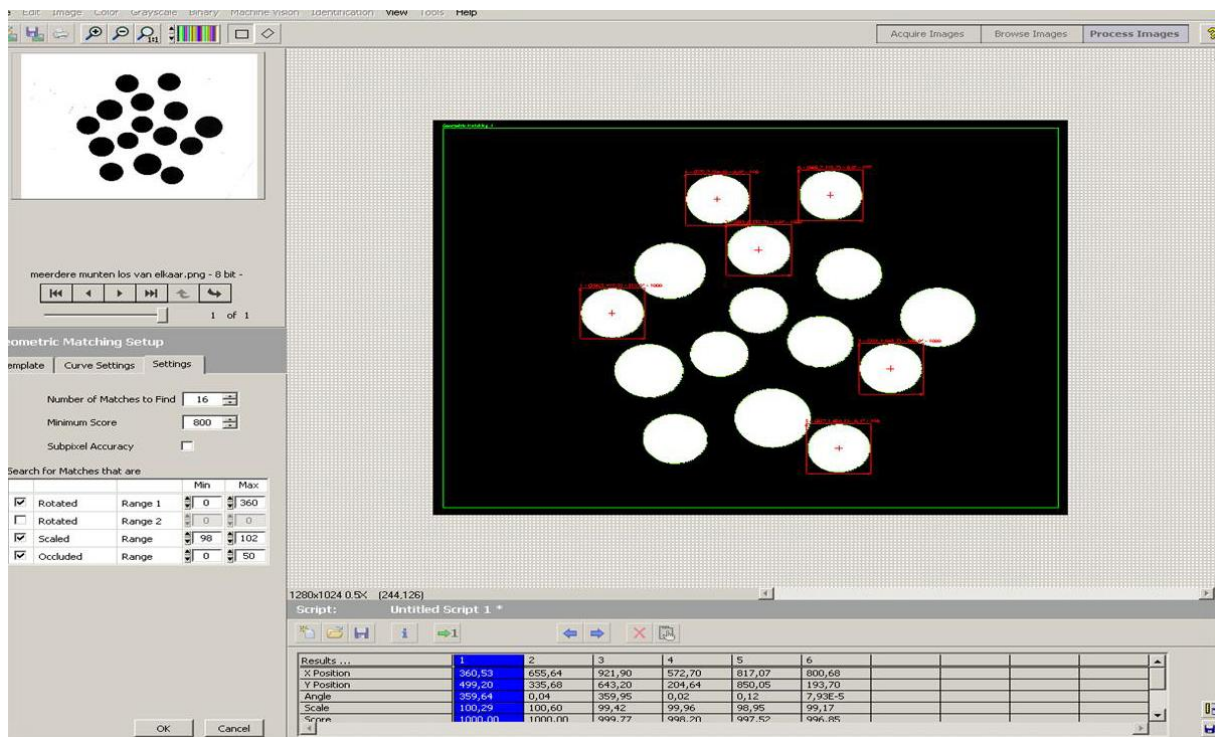 Edit Image Color Grayscale Binary Machine Vision Identification View Tools Help
1:1
Acquire Images Browse Images Process Images ?
Geometric Matching 1
meerdere munten los van elkaar.png - 8 bit -
1 of 1
Geometric Matching Setup
Template Curve Settings Settings
Number of Matches to Find 16
Minimum Score 800
Subpixel Accuracy
Search for Matches that are
Min Max
Rotated Range 1 0 360
Rotated Range 2 0 0
Scaled Range 98 102
Occluded Range 0 50
OK Cancel
1280x1024 0.5X (244,126)
Script: Untitled Script 1 *
1
Results ... 1 2 3 4 5 6
X Position 360,53 655,64 921,90 572,70 817,07 800,68
Y Position 499,20 335,68 643,20 204,64 850,05 193,70
Angle 359,64 0,04 359,95 0,02 0,12 7,93E-5
Scale 100,29 100,60 99,42 99,96 98,95 99,17
Score 1000,00 1000,00 999,77 998,20 997,52 996,85